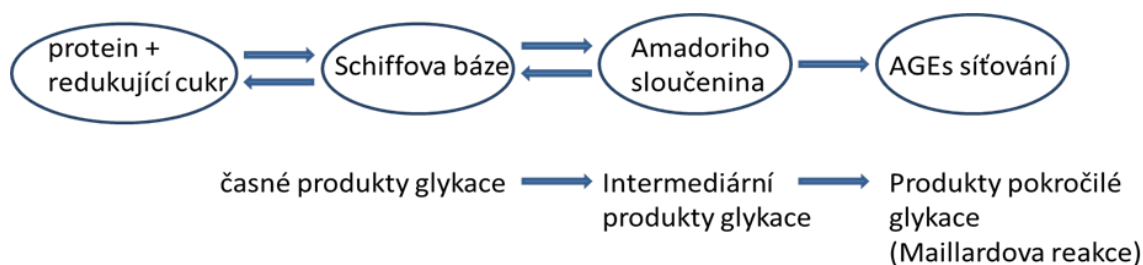 protein +
redukující cukr
Schiffova báze
Amadoriho
sloučenina
AGEs síťování
časné produkty glykace
Intermediární
produkty glykace
Produkty pokročilé
glykace
(Maillardova reakce)